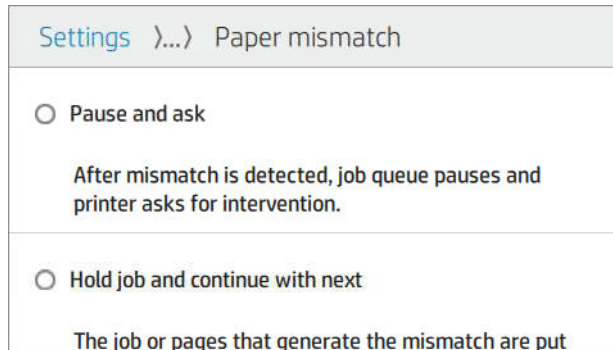 Settings ⟩...⟩ Paper mismatch
Pause and ask
After mismatch is detected, job queue pauses and
printer asks for intervention.
Hold job and continue with next
The job or pages that generate the mismatch are put